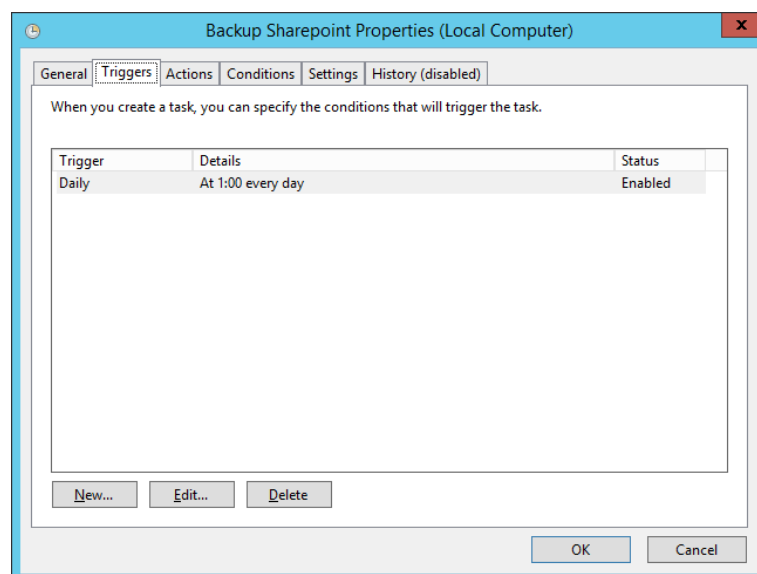 Backup Sharepoint Properties (Local Computer)
x
General Triggers Actions Conditions Settings History (disabled)
When you create a task, you can specify the conditions that will trigger the task.
Trigger Details Status
Daily At 1:00 every day Enabled
New... Edit... Delete
OK Cancel